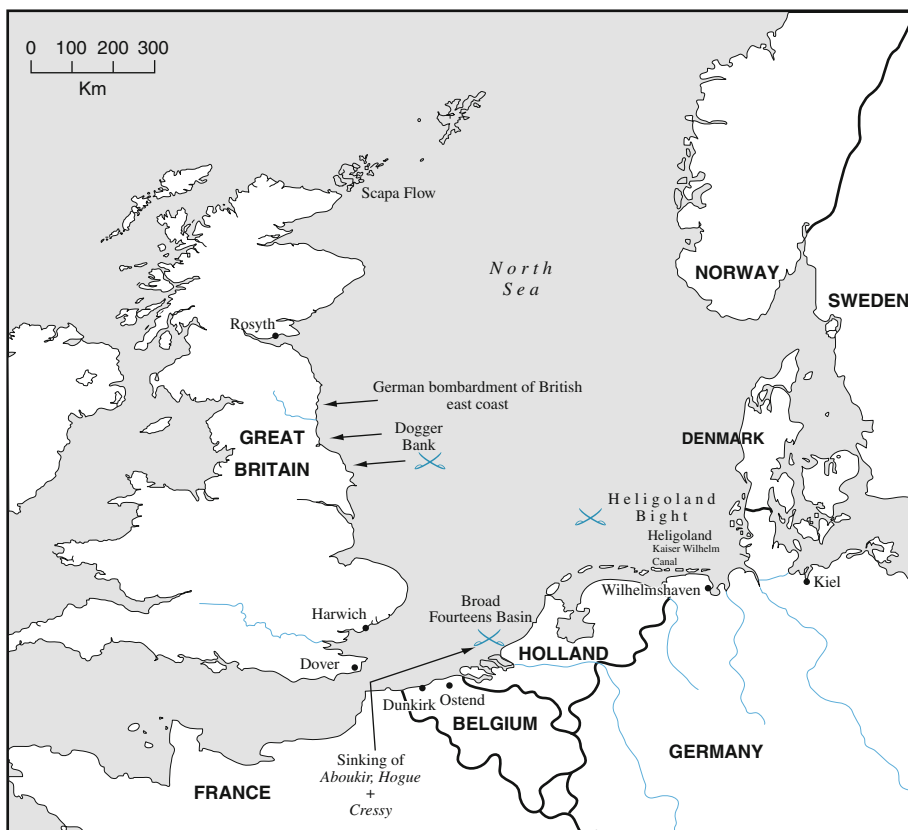 0 100 200 300
Km
Scapa Flow
North
Sea
NORWAY
SWEDEN
Rosyth
German bombardment of British
east coast
Dogger
Bank
GREAT
BRITAIN
DENMARK
Heligoland
Bight
Heligoland
Kaiser Wilhelm
Canal
Kiel
Wilhelmshaven
Broad
Fourteens Basin
Harwich
HOLLAND
Dover
Dunkirk
Ostend
BELGIUM
GERMANY
Sinking of
Aboukir, Hogue
+
Cressy
FRANCE